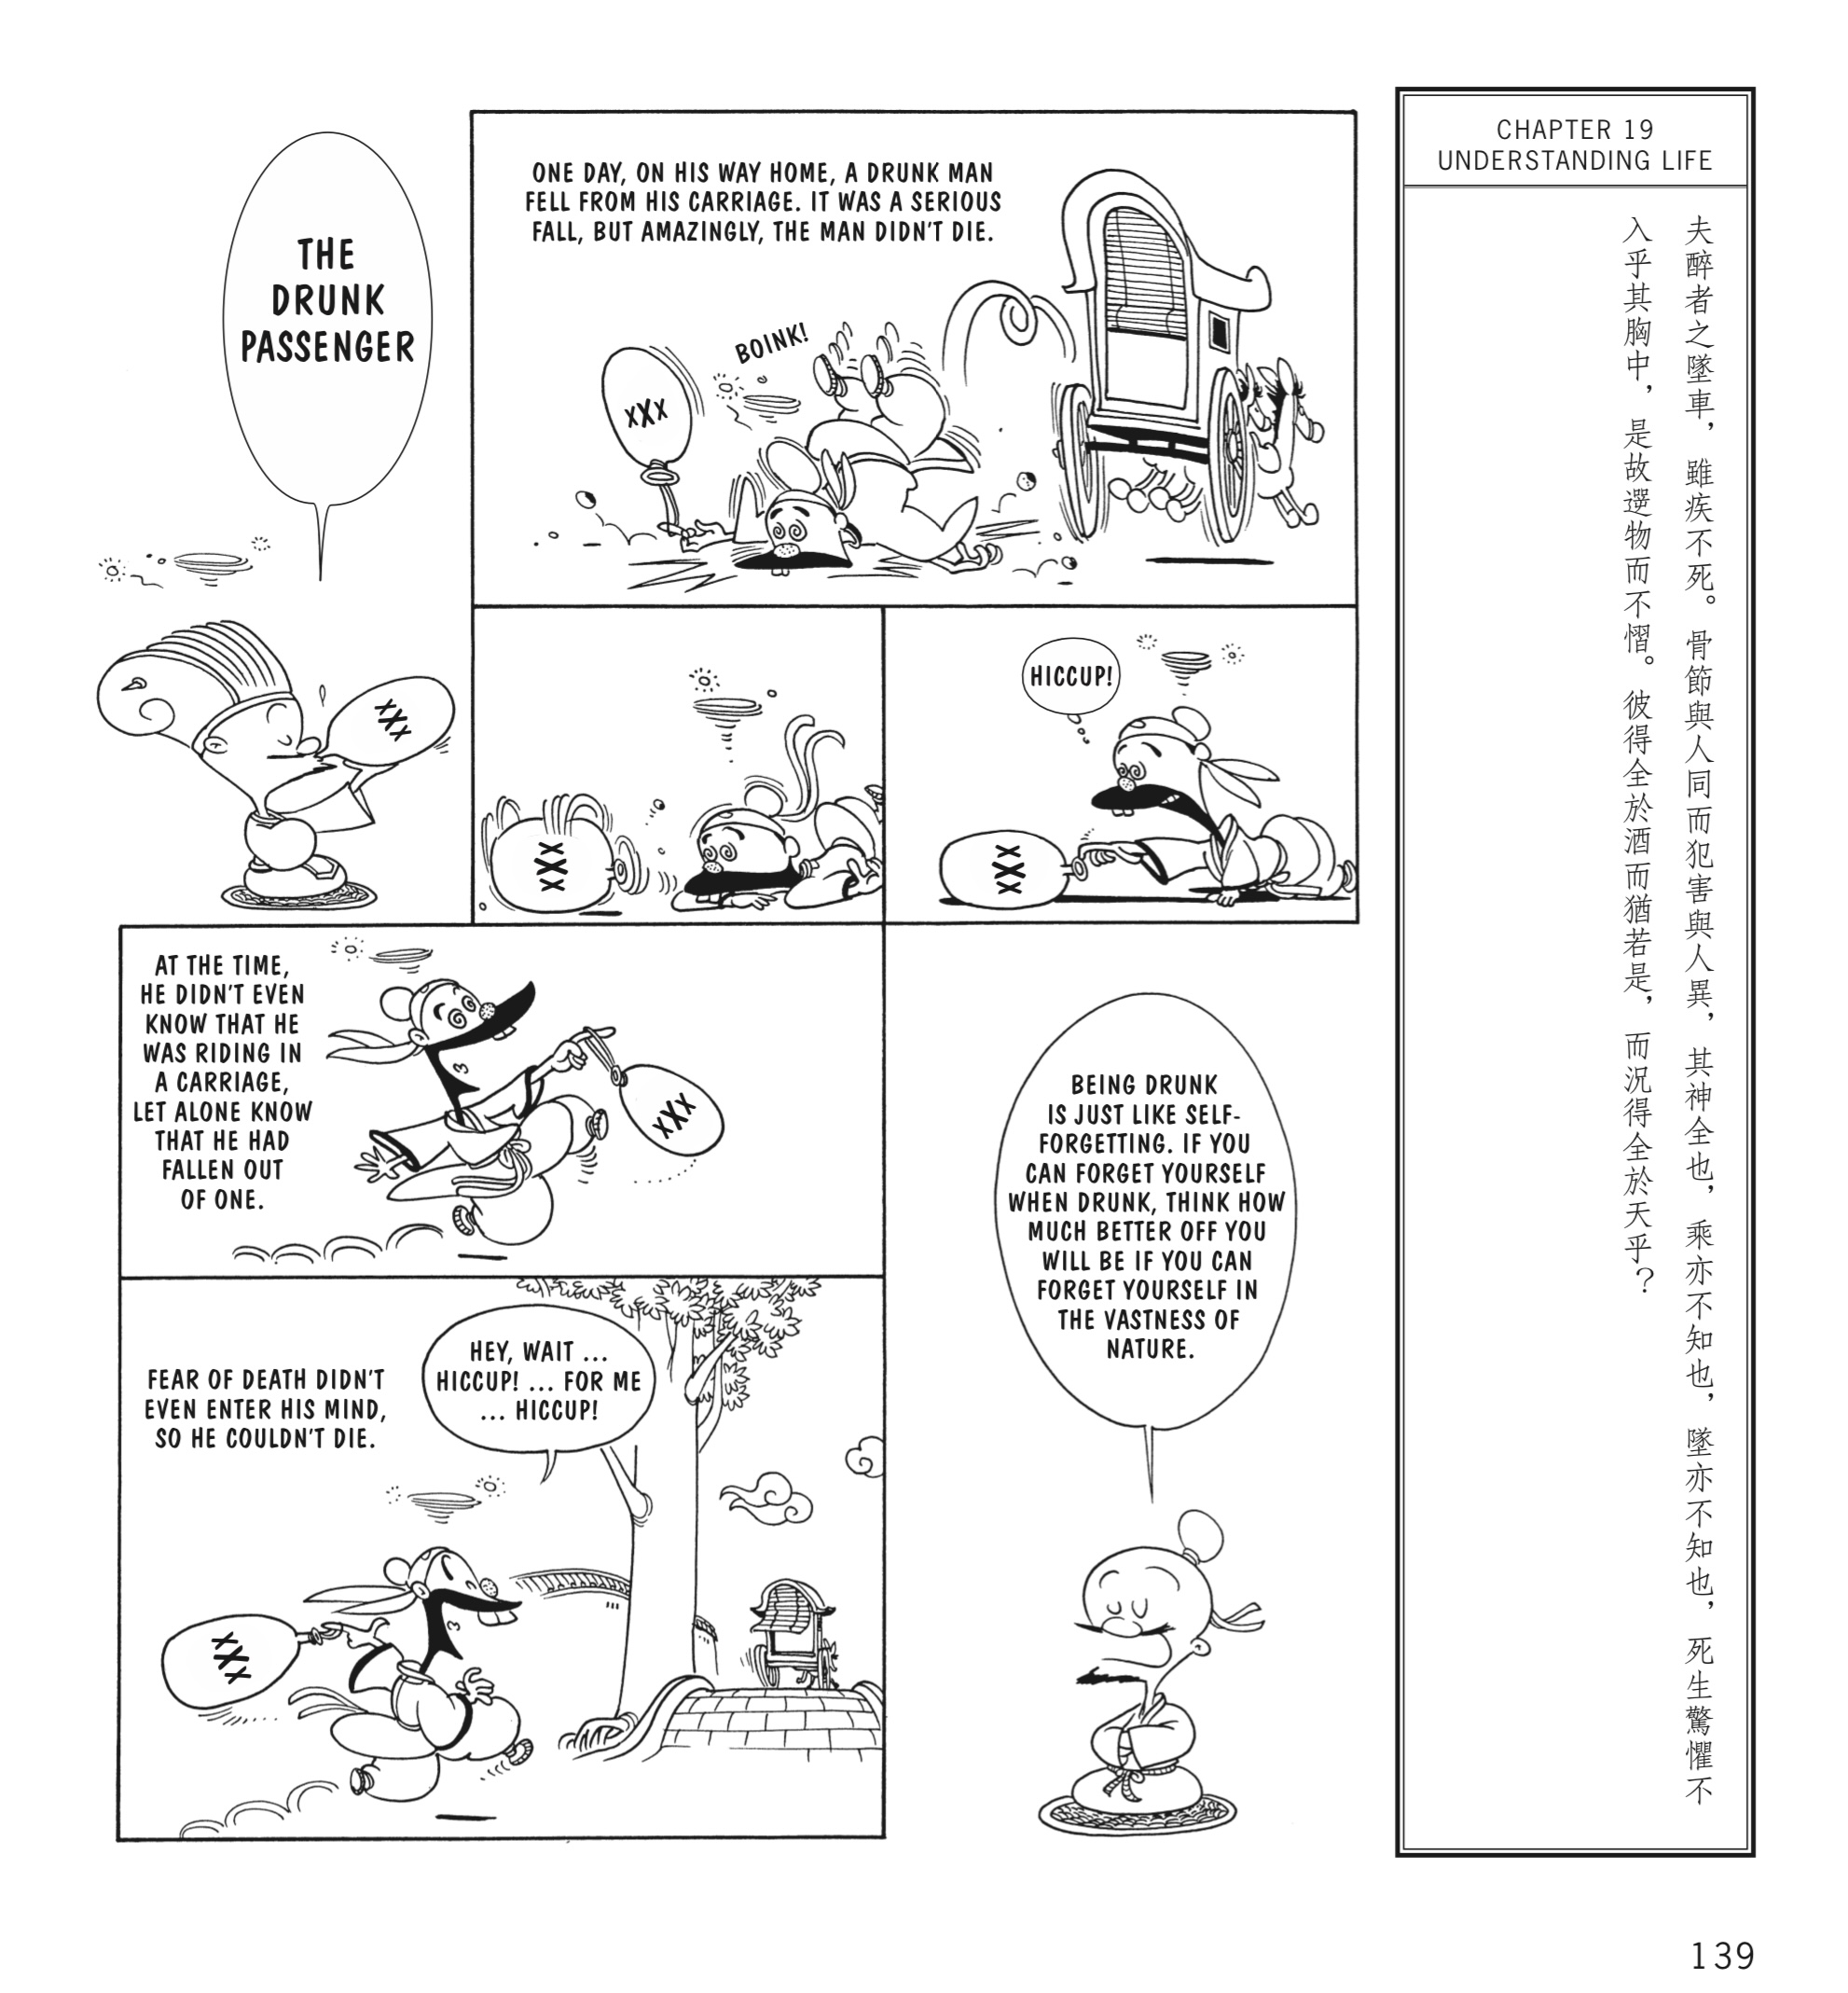 CHAPTER 19
UNDERSTANDING LIFE
夫醉者之墜車，雖疾不死。骨節與人同而犯害與人異，其神全也，乘亦不知也，墜亦不知也，死生驚懼不
入乎其胸中，是故遻物而不慴。彼得全於酒而猶若是，而況得全於天乎？
THE
DRUNK
PASSENGER
ONE DAY, ON HIS WAY HOME, A DRUNK MAN
FELL FROM HIS CARRIAGE. IT WAS A SERIOUS
FALL, BUT AMAZINGLY, THE MAN DIDN'T DIE.
BOINK!
XXX
XXX
XXX
HICCUP!
XXX
AT THE TIME,
HE DIDN'T EVEN
KNOW THAT HE
WAS RIDING IN
A CARRIAGE,
LET ALONE KNOW
THAT HE HAD
FALLEN OUT
OF ONE.
XXX
FEAR OF DEATH DIDN'T
EVEN ENTER HIS MIND,
SO HE COULDN'T DIE.
HEY, WAIT ...
HICCUP! ... FOR ME
... HICCUP!
XXX
BEING DRUNK
IS JUST LIKE SELF-
FORGETTING. IF YOU
CAN FORGET YOURSELF
WHEN DRUNK, THINK HOW
MUCH BETTER OFF YOU
WILL BE IF YOU CAN
FORGET YOURSELF IN
THE VASTNESS OF
NATURE.
139